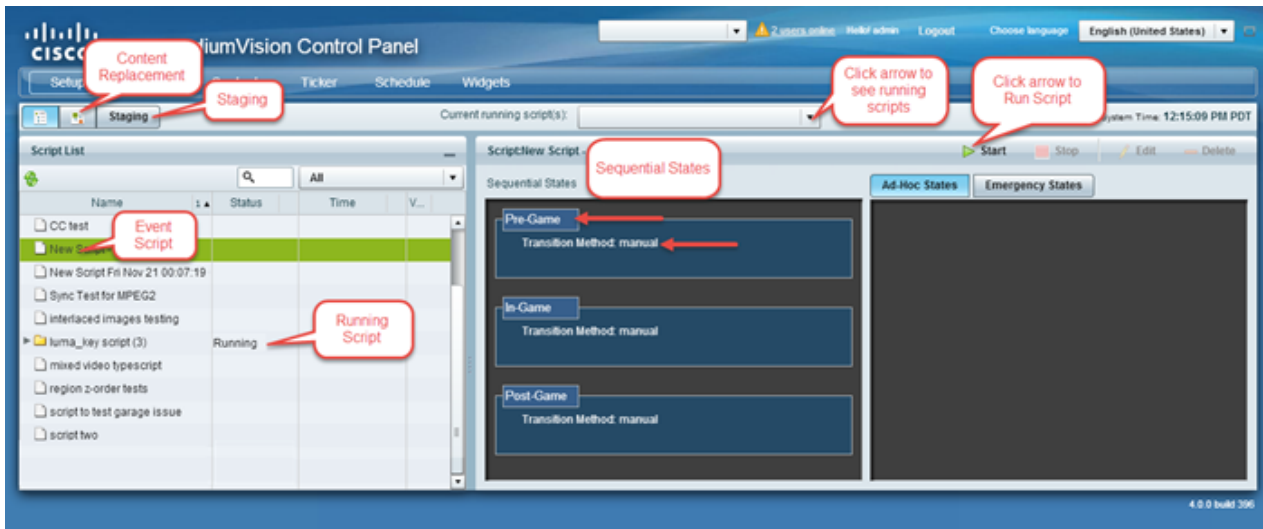 CISCO
diumVision Control Panel
2 users online Hello! admin Logout Choose language English (United States)
Content Replacement
Setup Ticker Schedule Widgets
Staging
Click arrow to see running scripts
Click arrow to Run Script
Staging
Current running script(s):
System Time: 12:15:09 PM PDT
Script List
Script:New Script -
Start Stop Edit Delete
Sequential States
All
Sequential States
Ad-Hoc States Emergency States
Name 1 Status Time V...
CC test
Event Script
New Script
New Script Fri Nov 21 00:07:19
Sync Test for MPEG2
interlaced images testing
luma_key script (3) Running
Running Script
mixed video typescript
region z-order tests
script to test garage issue
script two
Pre-Game
Transition Method: manual
In-Game
Transition Method: manual
Post-Game
Transition Method: manual
4.0.0 build 396